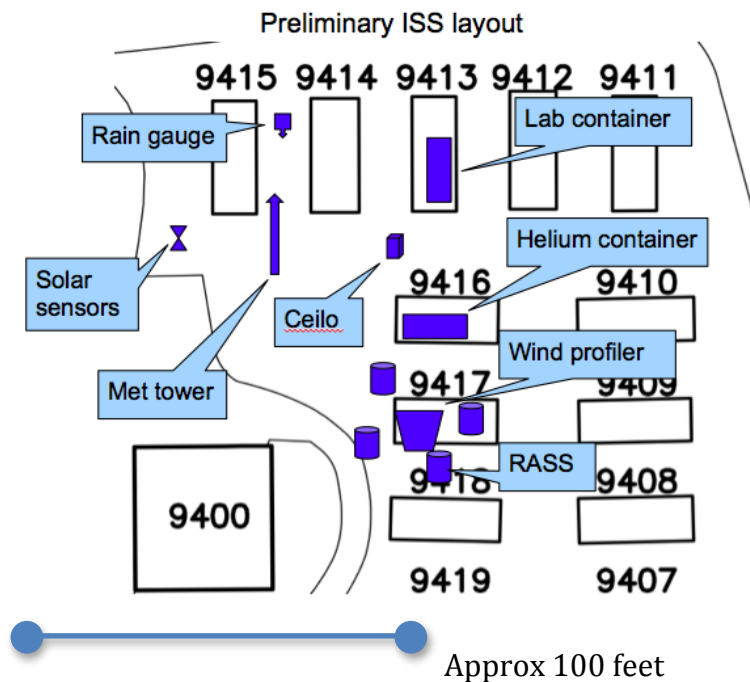 Preliminary ISS layout
9415 9414 9413 9412 9411
Rain gauge
Lab container
Solar
sensors
Ceilo
Helium container
9416 9410
Met tower
Wind profiler
9417 9409
RASS
9418 9408
9400
9419 9407
Approx 100 feet